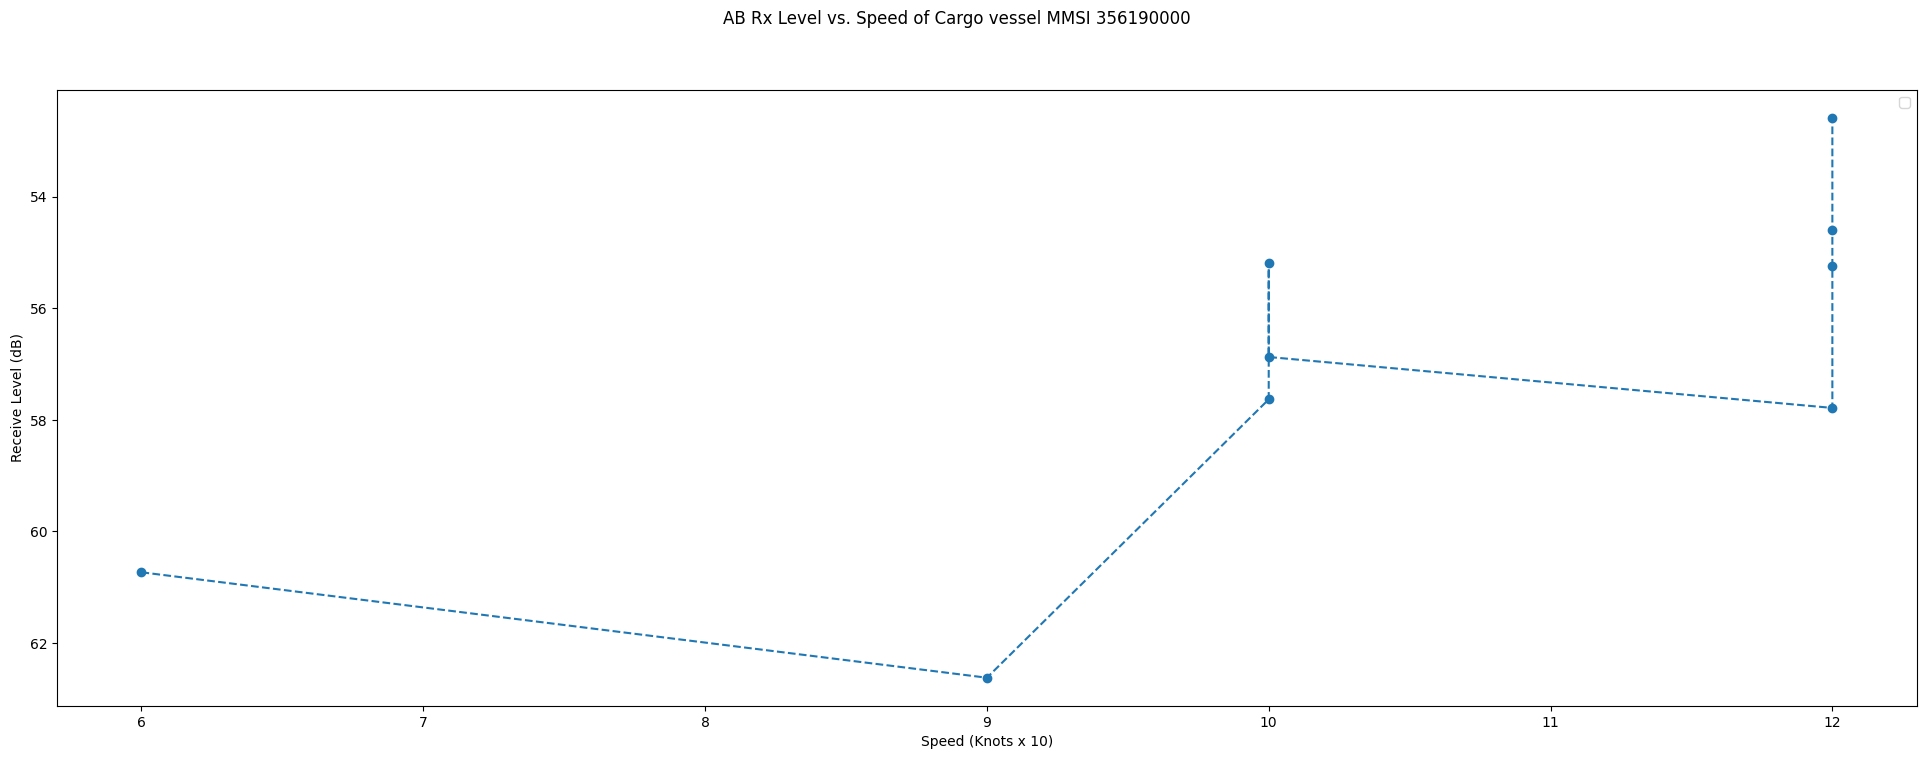 AB Rx Level vs. Speed of Cargo vessel MMSI 356190000
54
56
58
60
62
Receive Level (dB)
6 7 8 9 10 11 12
Speed (Knots x 10)